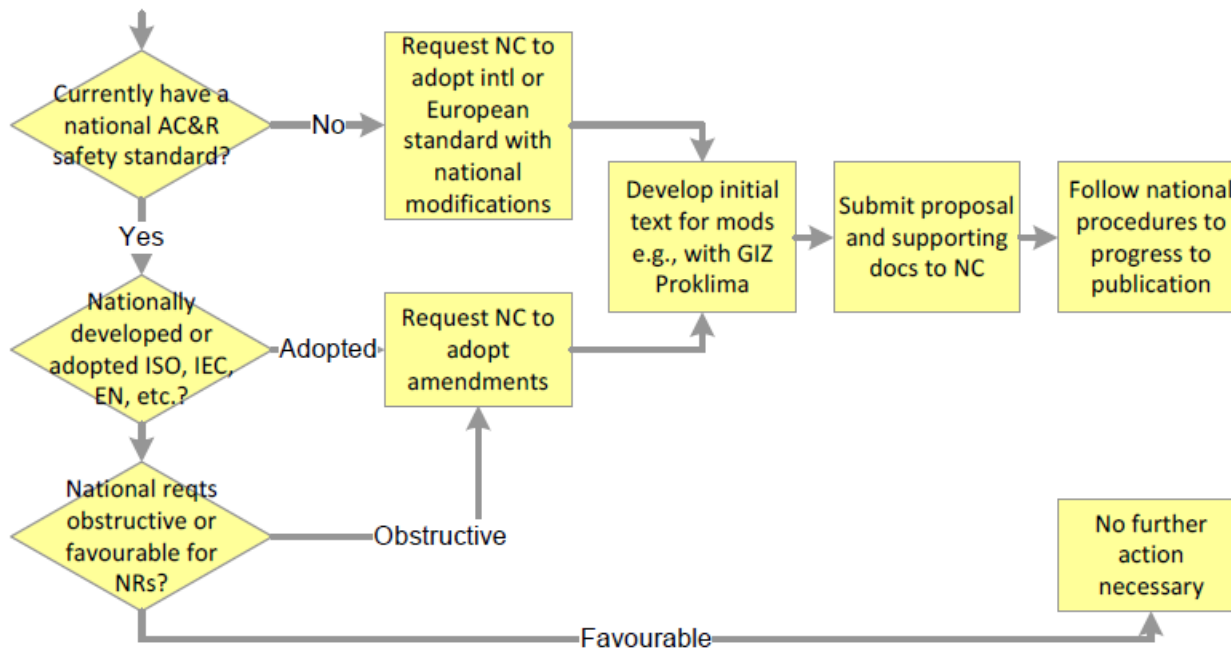 Currently have a
national AC&R
safety standard?
No
Request NC to
adopt intl or
European
standard with
national
modifications
Yes
Develop initial
text for mods
e.g., with GIZ
Proklima
Submit proposal
and supporting
docs to NC
Follow national
procedures to
progress to
publication
Nationally
developed or
adopted ISO, IEC,
EN, etc.?
Adopted
Request NC to
adopt
amendments
National reqts
obstructive or
favourable for
NRs?
Obstructive
No further
action
necessary
Favourable